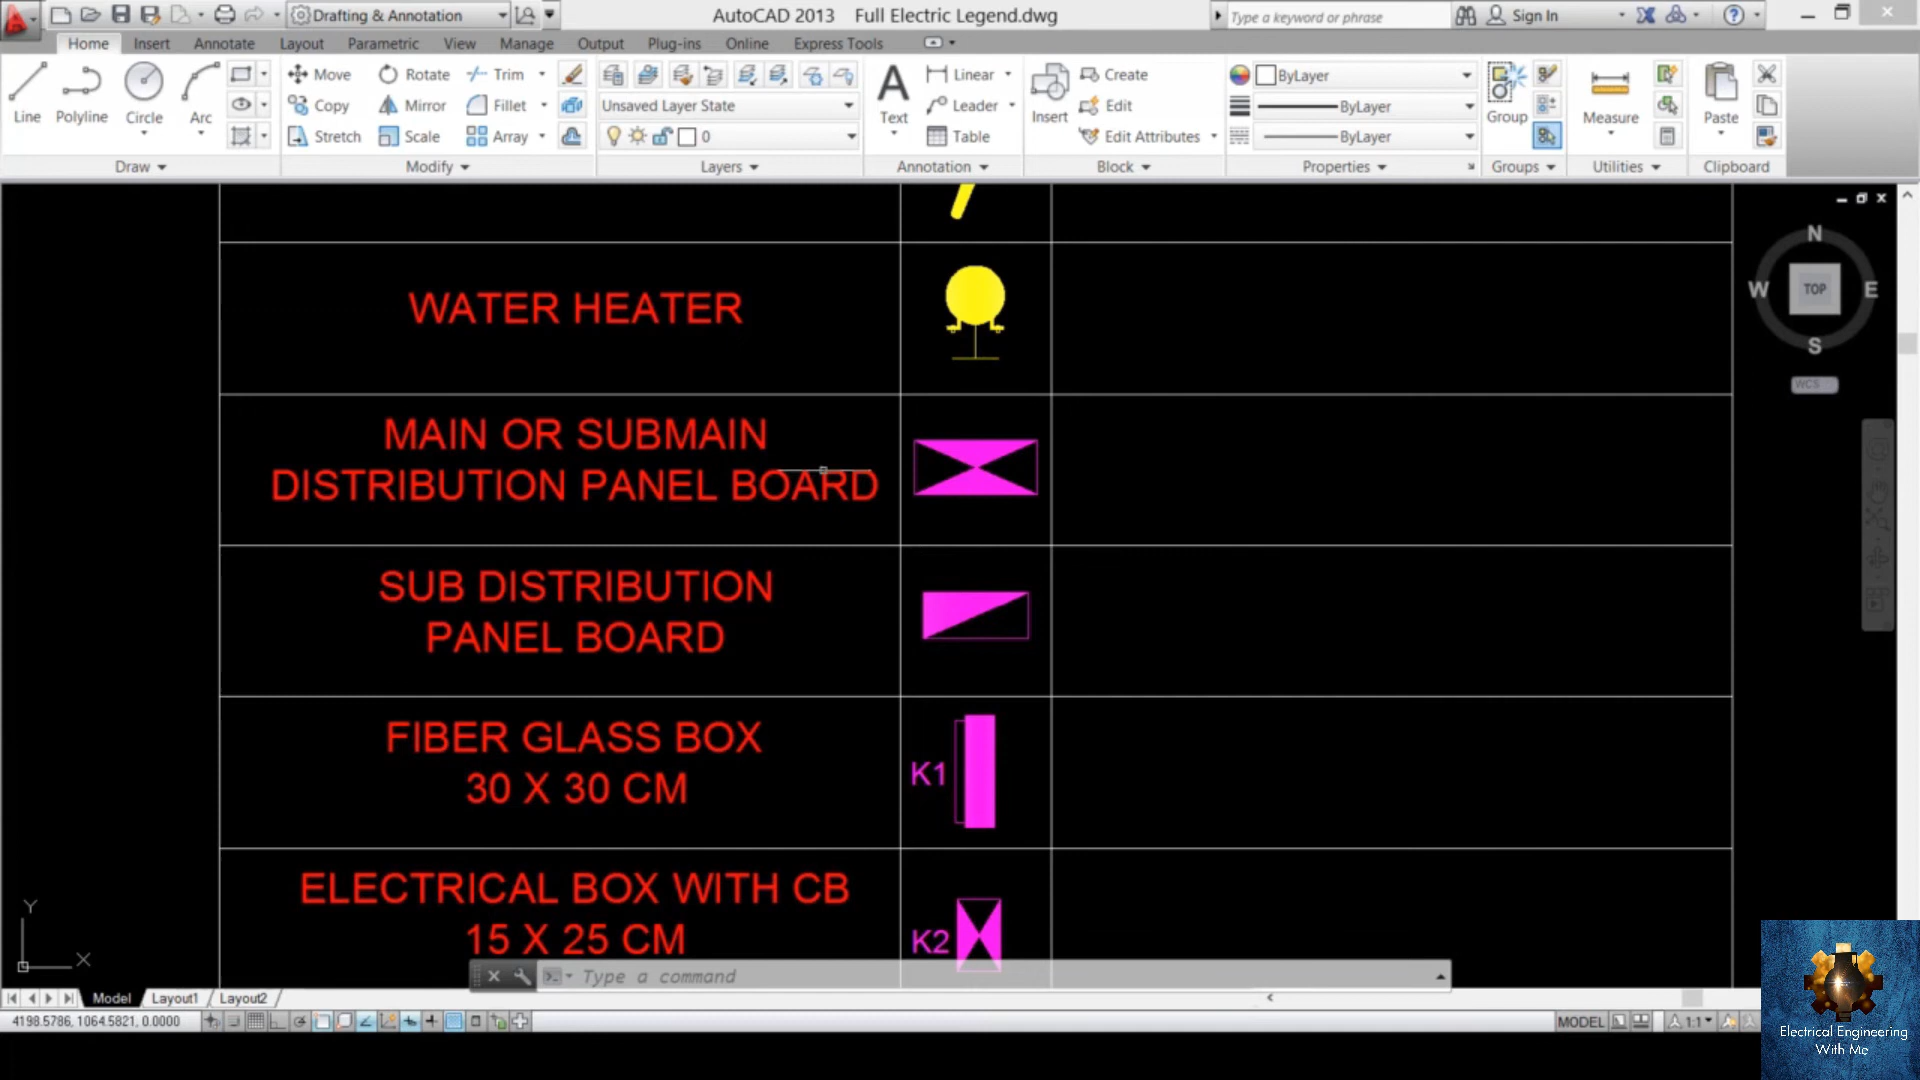 Drafting & Annotation
AutoCAD 2013 Full Electric Legend.dwg
Type a keyword or phrase
Sign In
Home Insert Annotate Layout Parametric View Manage Output Plug-ins Online Express Tools
Line
Polyline
Circle
Arc
Draw
Move Rotate Trim
Copy Mirror Fillet
Stretch Scale Array
Modify
Unsaved Layer State
0
Layers
Text
Linear
Leader
Table
Annotation
Insert
Create
Edit
Edit Attributes
Block
ByLayer
ByLayer
ByLayer
Properties
Group
Groups
Measure
Utilities
Paste
Clipboard
N
W TOP E
S
WCS
WATER HEATER
MAIN OR SUBMAIN
DISTRIBUTION PANEL BOARD
SUB DISTRIBUTION
PANEL BOARD
FIBER GLASS BOX
30 X 30 CM
K1
ELECTRICAL BOX WITH CB
15 X 25 CM
K2
Y
X
Type a command
Model Layout1 Layout2
4198.5786, 1064.5821, 0.0000
MODEL
1:1
Electrical Engineering
With Me